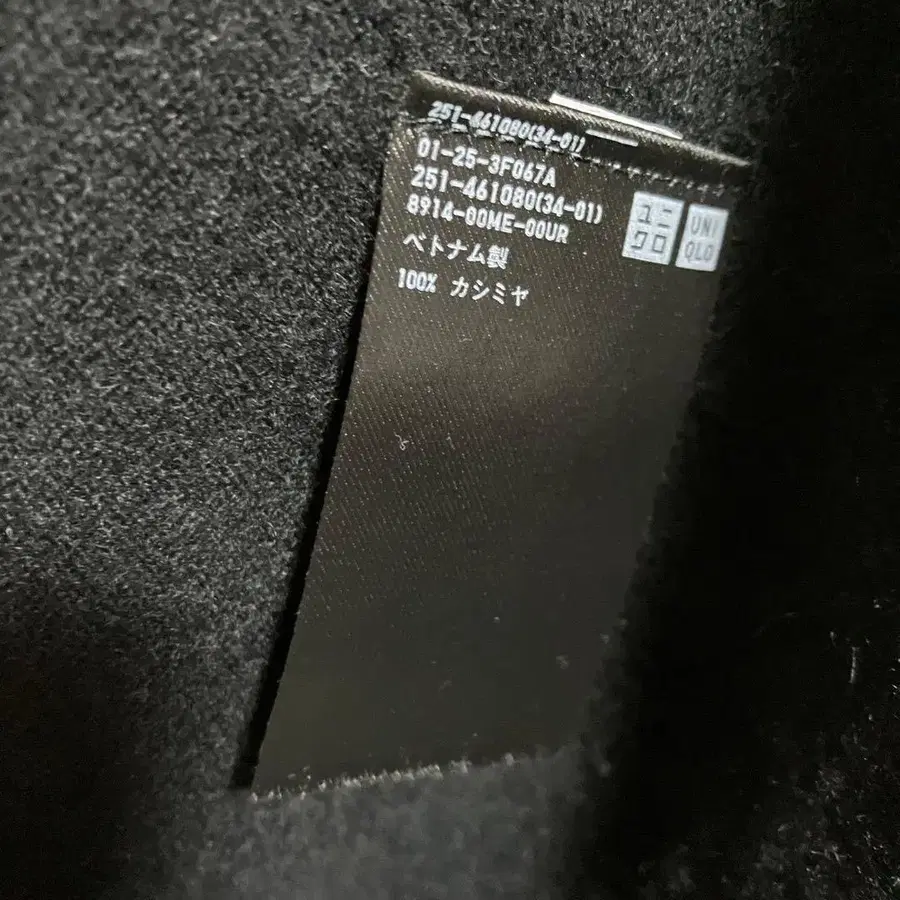 251-461080(34-01)
01-25-3F067A
251-461080(34-01)
8914-00ME-00UR
ベトナム製
100% カシミヤ
ユニ
クロ
UNI
QLO